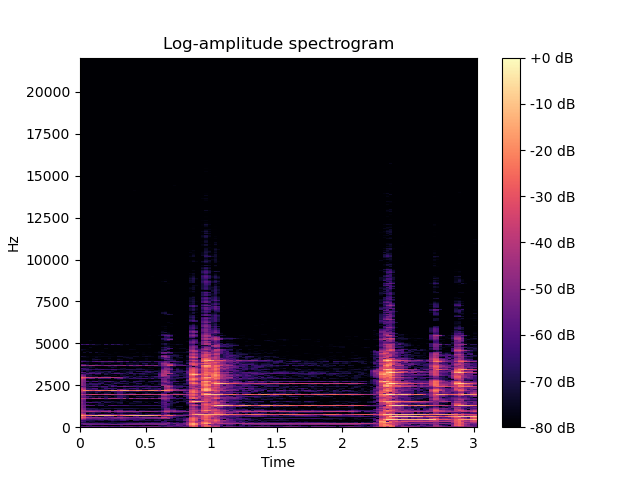 Log-amplitude spectrogram
Hz
20000
17500
15000
12500
10000
7500
5000
2500
0
0 0.5 1 1.5 2 2.5 3
Time
+0 dB
-10 dB
-20 dB
-30 dB
-40 dB
-50 dB
-60 dB
-70 dB
-80 dB